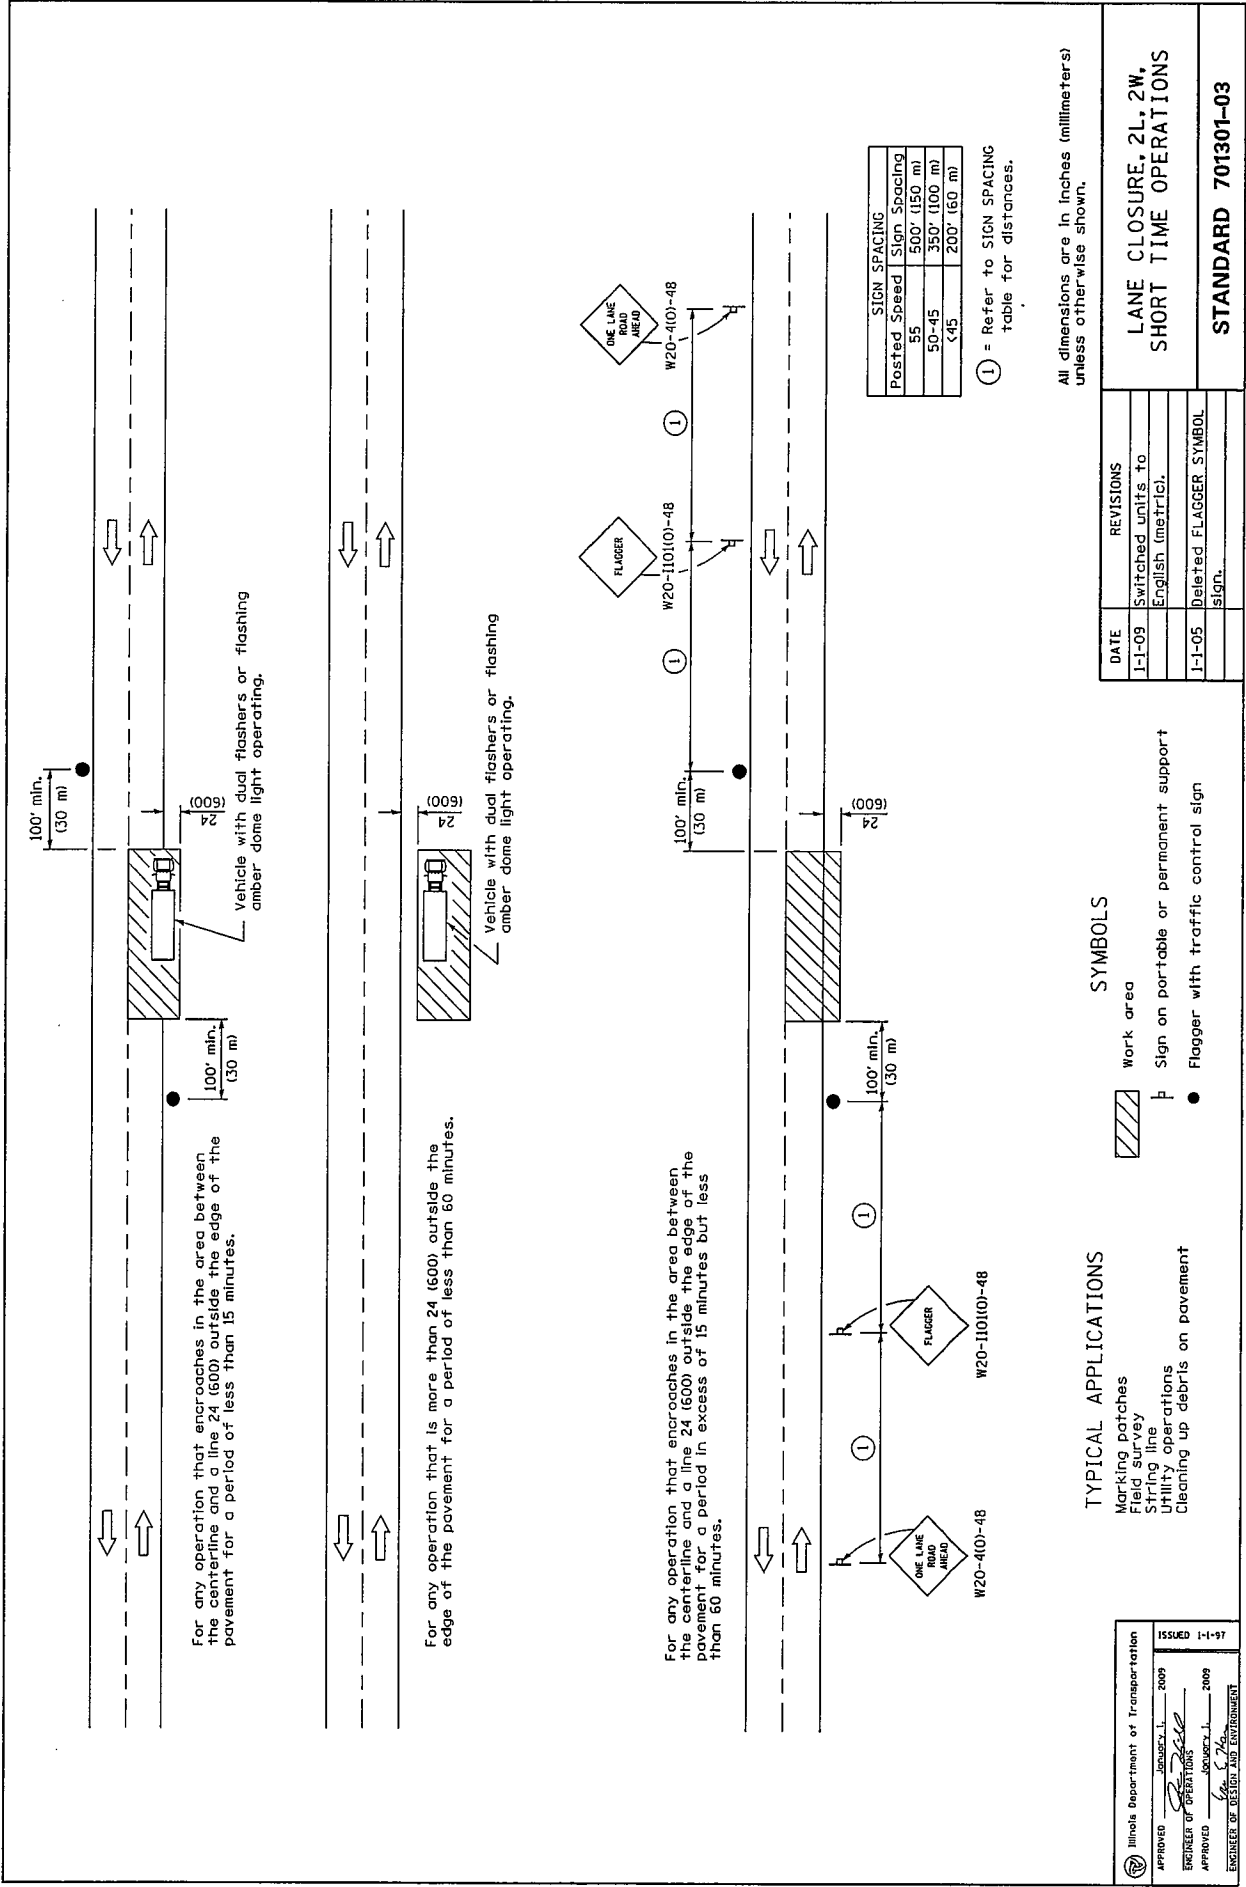 100' min.
(30 m)
24
(600)
Vehicle with dual flashers or flashing
amber dome light operating.
100' min.
(30 m)
For any operation that encroaches in the area between
the centerline and a line 24 (600) outside the edge of the
pavement for a period of less than 15 minutes.
24
(600)
Vehicle with dual flashers or flashing
amber dome light operating.
For any operation that is more than 24 (600) outside the
edge of the pavement for a period of less than 60 minutes.
For any operation that encroaches in the area between
the centerline and a line 24 (600) outside the edge of the
pavement for a period in excess of 15 minutes but less
than 60 minutes.
ONE LANE
ROAD
AHEAD
W20-4(O)-48
FLAGGER
W20-I101(O)-48
1
1
100' min.
(30 m)
24
(600)
100' min.
(30 m)
1
1
FLAGGER
W20-I101(O)-48
ONE LANE
ROAD
AHEAD
W20-4(O)-48
SIGN SPACING
Posted Speed Sign Spacing
55 500' (150 m)
50-45 350' (100 m)
<45 200' (60 m)
1 = Refer to SIGN SPACING
table for distances.
TYPICAL APPLICATIONS
Marking patches
Field survey
String line
Utility operations
Cleaning up debris on pavement
SYMBOLS
Work area
Sign on portable or permanent support
Flagger with traffic control sign
All dimensions are in inches (millimeters)
unless otherwise shown.
Illinois Department of Transportation
APPROVED January 1, 2009
ENGINEER OF OPERATIONS
APPROVED January 1, 2009
ENGINEER OF DESIGN AND ENVIRONMENT
ISSUED 1-1-97
DATE REVISIONS
1-1-09 Switched units to
English (metric).
1-1-05 Deleted FLAGGER SYMBOL
sign.
LANE CLOSURE, 2L, 2W,
SHORT TIME OPERATIONS
STANDARD 701301-03